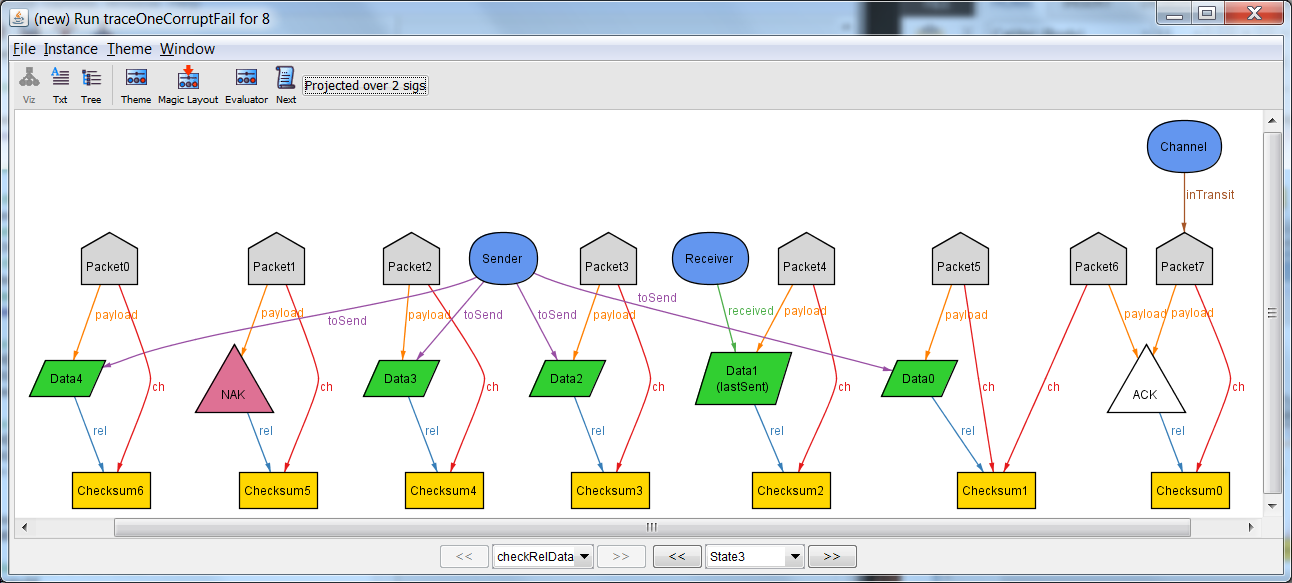 (new) Run traceOneCorruptFail for 8
File Instance Theme Window
Viz Txt Tree Theme Magic Layout Evaluator Next Projected over 2 sigs
Channel
inTransit
Packet0 Packet1 Packet2 Sender Packet3 Receiver Packet4 Packet5 Packet6 Packet7
toSend
payload payload payload toSend toSend payload received payload payload payload payload
toSend
Data4 NAK Data3 Data2 Data1 Data0 ACK
(lastSent)
ch ch ch ch ch ch ch ch
rel rel rel rel rel rel rel
Checksum6 Checksum5 Checksum4 Checksum3 Checksum2 Checksum1 Checksum0
<< checkRelData >> << State3 >>